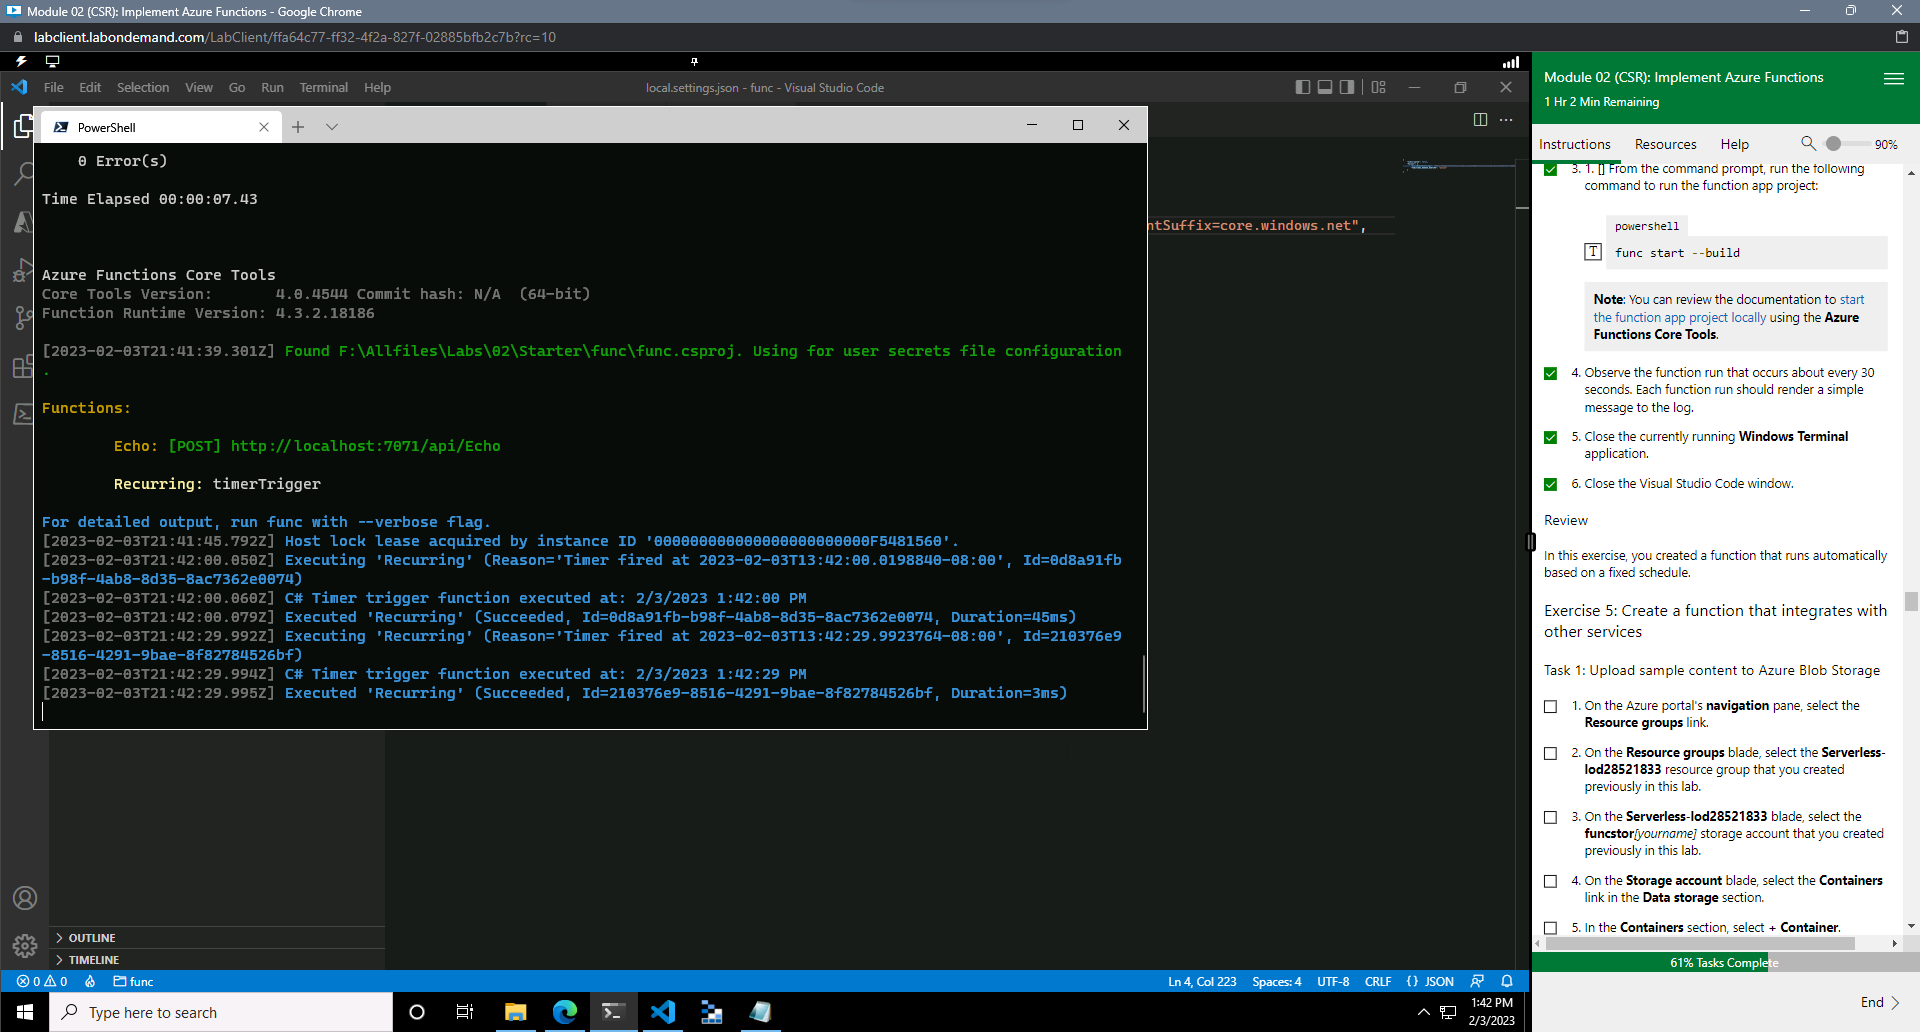 Module 02 (CSR): Implement Azure Functions - Google Chrome
labclient.labondemand.com/LabClient/ffa64c77-ff32-4f2a-827f-02885bfb2c7b?rc=10
File Edit Selection View Go Run Terminal Help
local.settings.json - func - Visual Studio Code
PowerShell
0 Error(s)
Time Elapsed 00:00:07.43
ntSuffix=core.windows.net",
Azure Functions Core Tools
Core Tools Version:       4.0.4544 Commit hash: N/A  (64-bit)
Function Runtime Version: 4.3.2.18186
[2023-02-03T21:41:39.301Z] Found F:\Allfiles\Labs\02\Starter\func\func.csproj. Using for user secrets file configuration
.
Functions:
Echo: [POST] http://localhost:7071/api/Echo
Recurring: timerTrigger
For detailed output, run func with --verbose flag.
[2023-02-03T21:41:45.792Z] Host lock lease acquired by instance ID '000000000000000000000000F5481560'.
[2023-02-03T21:42:00.050Z] Executing 'Recurring' (Reason='Timer fired at 2023-02-03T13:42:00.0198840-08:00', Id=0d8a91fb
-b98f-4ab8-8d35-8ac7362e0074)
[2023-02-03T21:42:00.060Z] C# Timer trigger function executed at: 2/3/2023 1:42:00 PM
[2023-02-03T21:42:00.079Z] Executed 'Recurring' (Succeeded, Id=0d8a91fb-b98f-4ab8-8d35-8ac7362e0074, Duration=45ms)
[2023-02-03T21:42:29.992Z] Executing 'Recurring' (Reason='Timer fired at 2023-02-03T13:42:29.9923764-08:00', Id=210376e9
-8516-4291-9bae-8f82784526bf)
[2023-02-03T21:42:29.994Z] C# Timer trigger function executed at: 2/3/2023 1:42:29 PM
[2023-02-03T21:42:29.995Z] Executed 'Recurring' (Succeeded, Id=210376e9-8516-4291-9bae-8f82784526bf, Duration=3ms)
OUTLINE
TIMELINE
0 0 func
Ln 4, Col 223 Spaces: 4 UTF-8 CRLF {} JSON
Type here to search
1:42 PM
2/3/2023
Module 02 (CSR): Implement Azure Functions
1 Hr 2 Min Remaining
Instructions Resources Help 90%
3. 1. [] From the command prompt, run the following
command to run the function app project:
powershell
T func start --build
Note: You can review the documentation to start
the function app project locally using the Azure
Functions Core Tools.
4. Observe the function run that occurs about every 30
seconds. Each function run should render a simple
message to the log.
5. Close the currently running Windows Terminal
application.
6. Close the Visual Studio Code window.
Review
In this exercise, you created a function that runs automatically
based on a fixed schedule.
Exercise 5: Create a function that integrates with
other services
Task 1: Upload sample content to Azure Blob Storage
1. On the Azure portal's navigation pane, select the
Resource groups link.
2. On the Resource groups blade, select the Serverless-
lod28521833 resource group that you created
previously in this lab.
3. On the Serverless-lod28521833 blade, select the
funcstor[yourname] storage account that you created
previously in this lab.
4. On the Storage account blade, select the Containers
link in the Data storage section.
5. In the Containers section, select + Container.
61% Tasks Complete
End